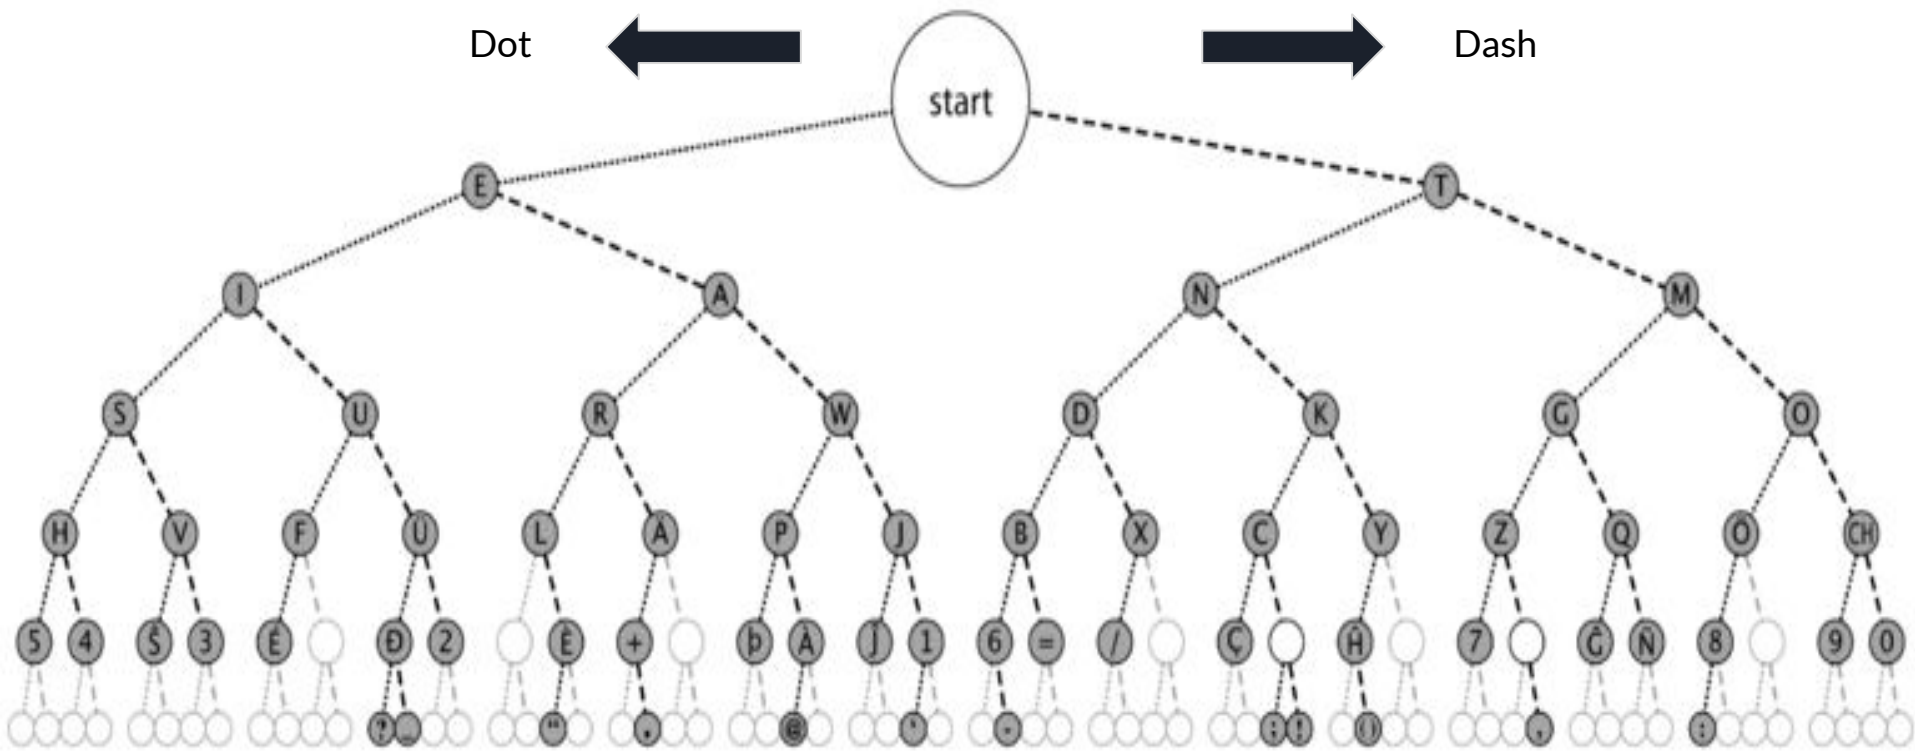 Dot Dash
start
E T
I A N M
S U R W D K G O
H V F Ü L Ä P J B X C Y Z Q Ö CH
5 4 Ŝ 3 É Đ 2 È + þ À Ĵ 1 6 = / Ç Ĥ 7 Ĝ Ñ 8 9 0
? _ " . @ ' - ; ! () , :